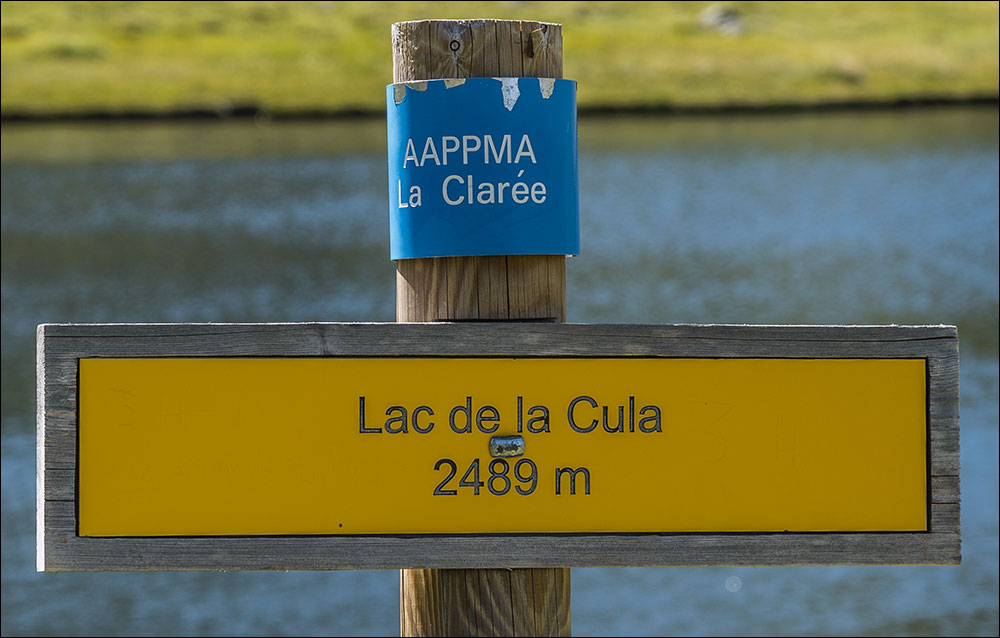 AAPPMA
La Clarée
Lac de la Cula
2489 m